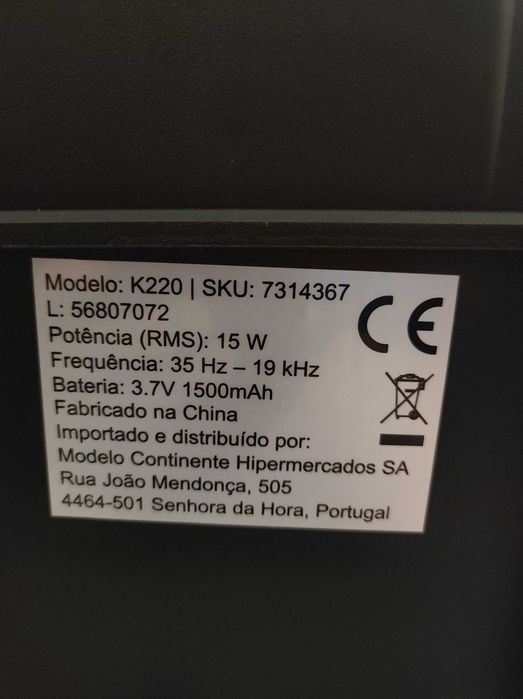 Modelo: K220 | SKU: 7314367
L: 56807072
Potência (RMS): 15 W
Frequência: 35 Hz – 19 kHz
Bateria: 3.7V 1500mAh
Fabricado na China
Importado e distribuído por:
Modelo Continente Hipermercados SA
Rua João Mendonça, 505
4464-501 Senhora da Hora, Portugal
CE